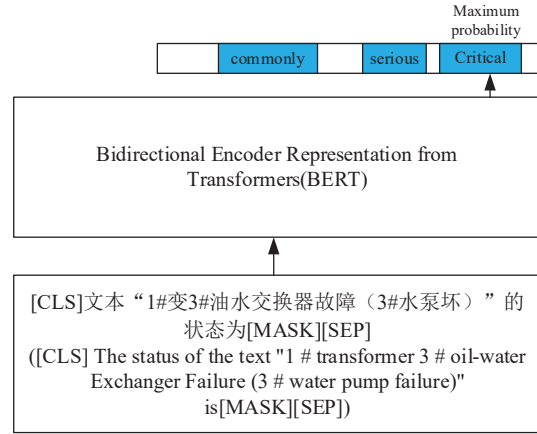 Maximum
probability
commonly serious Critical
Bidirectional Encoder Representation from
Transformers(BERT)
[CLS]文本“1#变3#油水交换器故障（3#水泵坏）”的
状态为[MASK][SEP]
([CLS] The status of the text "1 # transformer 3 # oil-water
Exchanger Failure (3 # water pump failure)"
is[MASK][SEP])